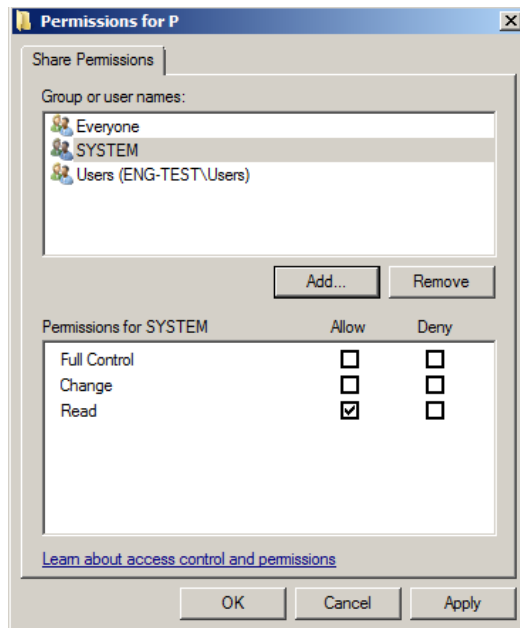 Permissions for P
Share Permissions
Group or user names:
Everyone
SYSTEM
Users (ENG-TEST\Users)
Add... Remove
Permissions for SYSTEM Allow Deny
Full Control
Change
Read
Learn about access control and permissions
OK Cancel Apply